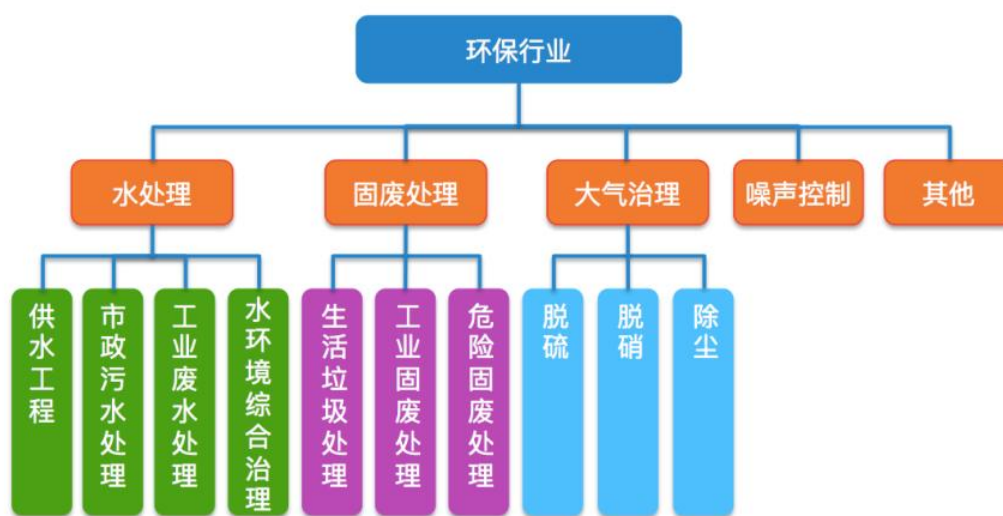 环保行业
水处理
固废处理
大气治理
噪声控制
其他
供水工程
市政污水处理
工业废水处理
水环境综合治理
生活垃圾处理
工业固废处理
危险固废处理
脱硫
脱硝
除尘